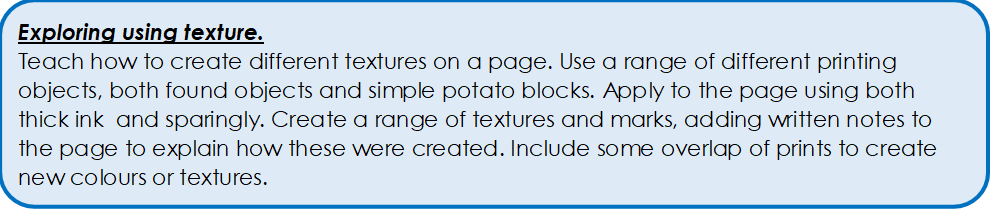 Exploring using texture.
Teach how to create different textures on a page. Use a range of different printing
objects, both found objects and simple potato blocks. Apply to the page using both
thick ink  and sparingly. Create a range of textures and marks, adding written notes to
the page to explain how these were created. Include some overlap of prints to create
new colours or textures.